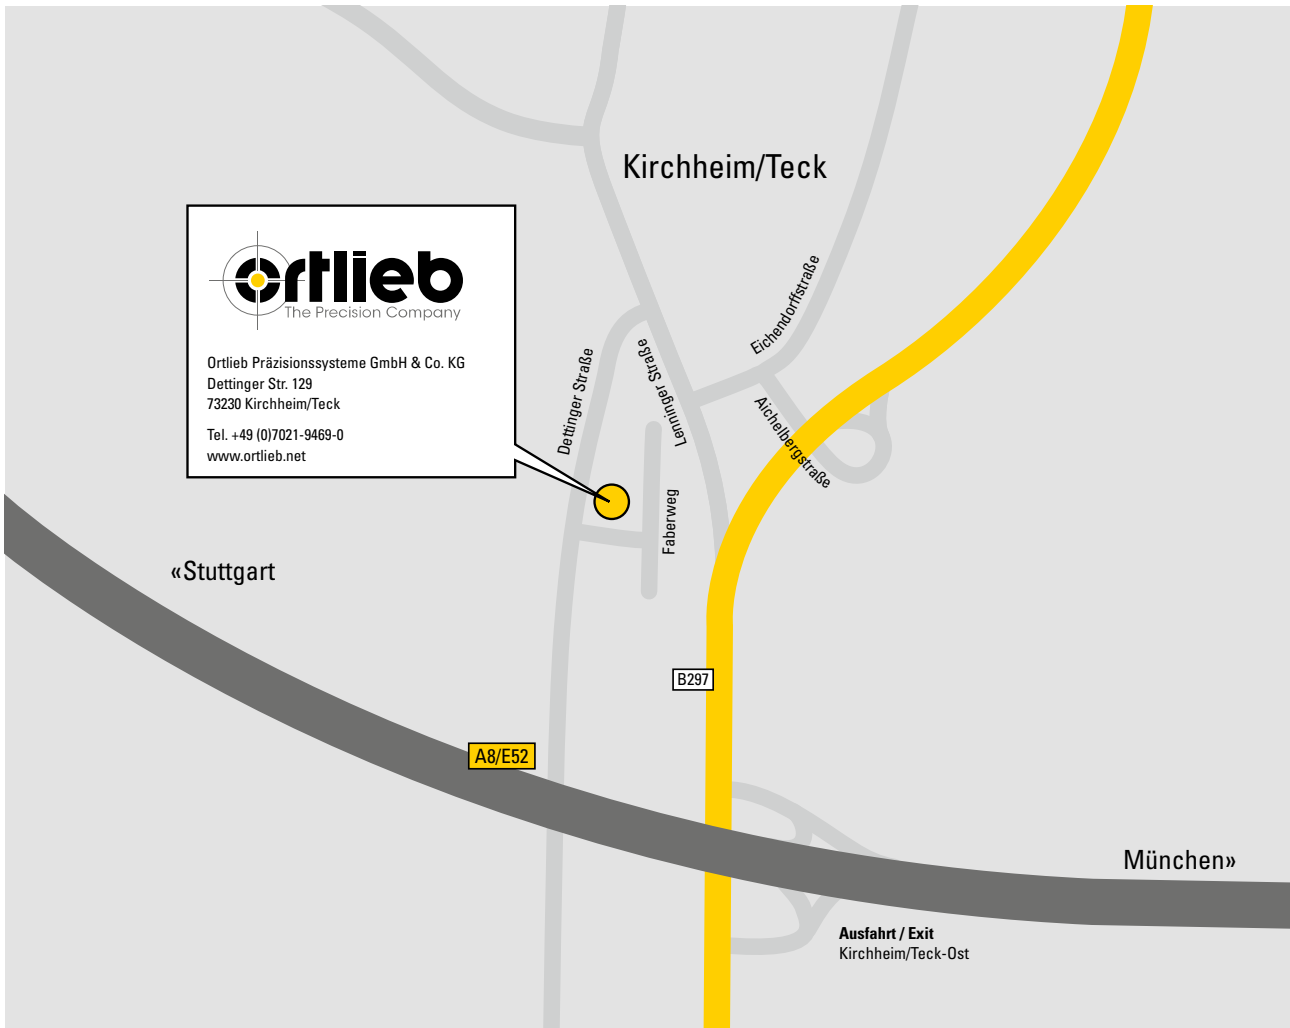 Kirchheim/Teck
ortlieb
The Precision Company
Ortlieb Präzisionssysteme GmbH & Co. KG
Dettinger Str. 129
73230 Kirchheim/Teck
Tel. +49 (0)7021-9469-0
www.ortlieb.net
Eichendorffstraße
Dettinger Straße
Lenninger Straße
Aichelbergstraße
Faberweg
«Stuttgart
B297
A8/E52
München»
Ausfahrt / Exit
Kirchheim/Teck-Ost